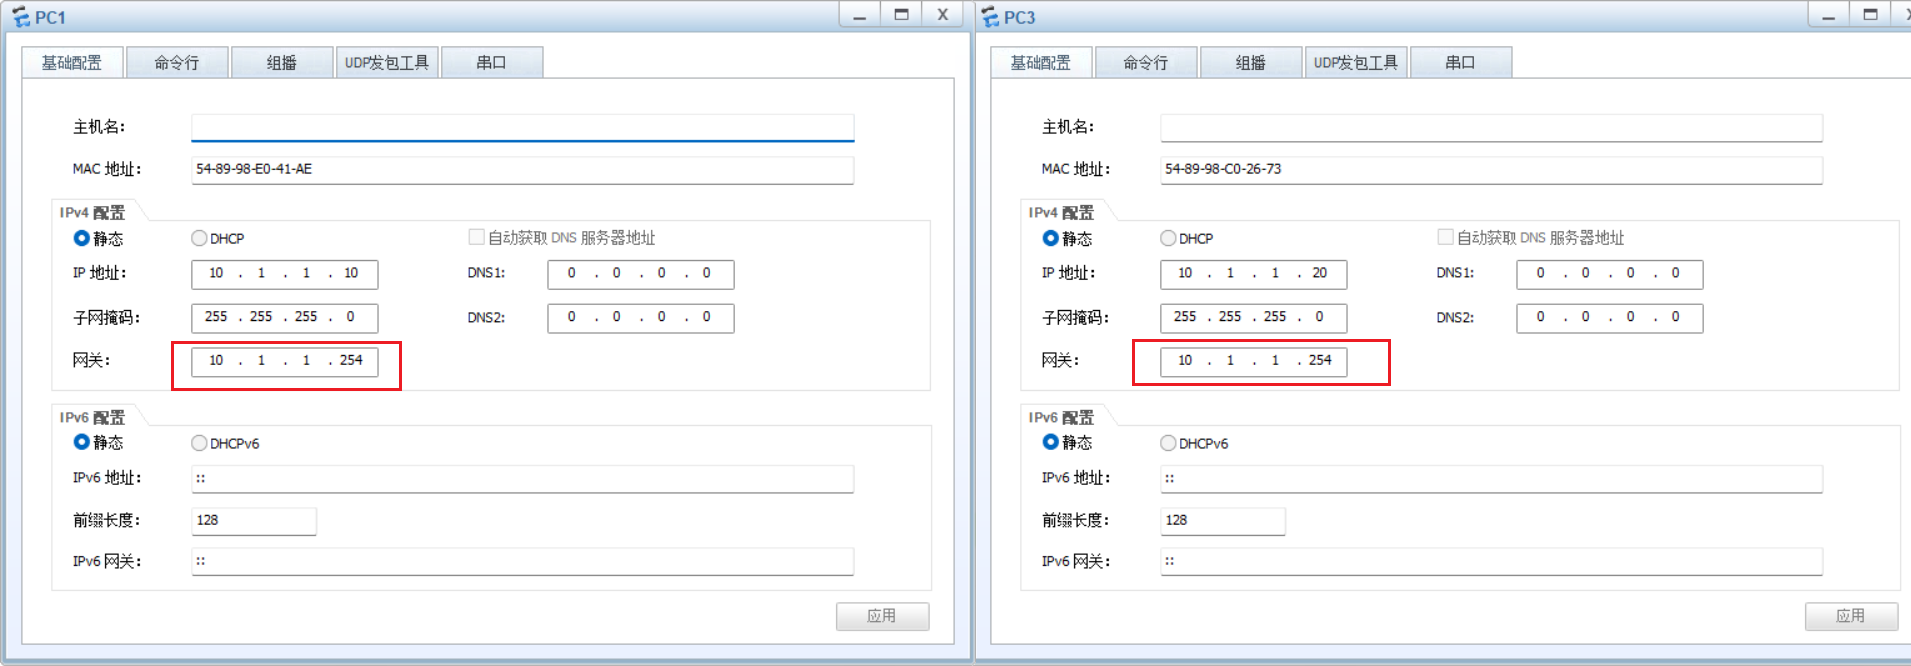 PC1
基础配置 命令行 组播 UDP发包工具 串口
主机名：
MAC 地址： 54-89-98-E0-41-AE
IPv4 配置
静态 DHCP 自动获取 DNS 服务器地址
IP 地址： 10 . 1 . 1 . 10 DNS1: 0 . 0 . 0 . 0
子网掩码： 255 . 255 . 255 . 0 DNS2: 0 . 0 . 0 . 0
网关： 10 . 1 . 1 . 254
IPv6 配置
静态 DHCPv6
IPv6 地址： ::
前缀长度： 128
IPv6 网关： ::
应用
PC3
基础配置 命令行 组播 UDP发包工具 串口
主机名：
MAC 地址： 54-89-98-C0-26-73
IPv4 配置
静态 DHCP 自动获取 DNS 服务器地址
IP 地址： 10 . 1 . 1 . 20 DNS1: 0 . 0 . 0 . 0
子网掩码： 255 . 255 . 255 . 0 DNS2: 0 . 0 . 0 . 0
网关： 10 . 1 . 1 . 254
IPv6 配置
静态 DHCPv6
IPv6 地址： ::
前缀长度： 128
IPv6 网关： ::
应用